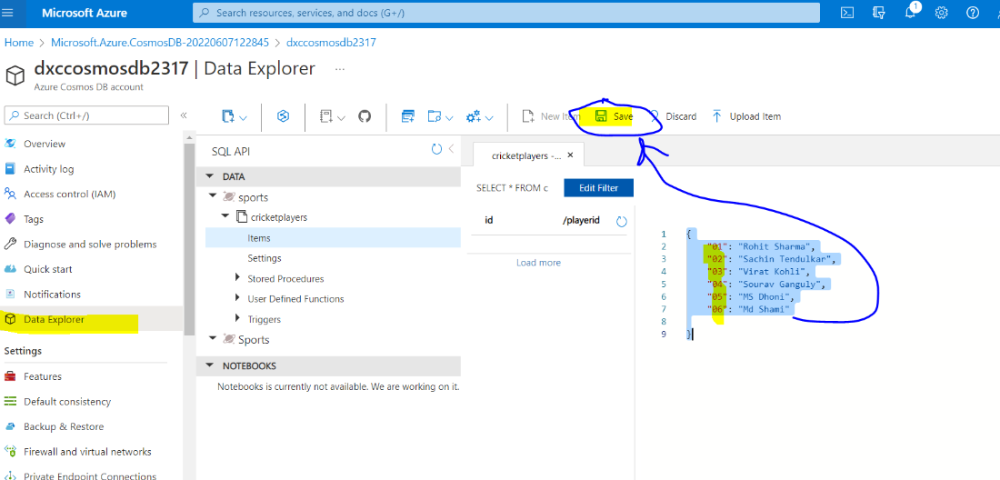 Microsoft Azure
Search resources, services, and docs (G+/)
1
Home > Microsoft.Azure.CosmosDB-20220607122845 > dxccosmosdb2317
dxccosmosdb2317 | Data Explorer ...
Azure Cosmos DB account
Search (Ctrl+/)
«
Overview
Activity log
Access control (IAM)
Tags
Diagnose and solve problems
Quick start
Notifications
Data Explorer
Settings
Features
Default consistency
Backup & Restore
Firewall and virtual networks
Private Endpoint Connections
New Item
Save
Discard
Upload Item
SQL API
DATA
sports
cricketplayers
Items
Settings
Stored Procedures
User Defined Functions
Triggers
Sports
NOTEBOOKS
Notebooks is currently not available. We are working on it.
cricketplayers -...
SELECT * FROM c
Edit Filter
id /playerid
Load more
1 {
2 "01": "Rohit Sharma",
3 "02": "Sachin Tendulkar",
4 "03": "Virat Kohli",
5 "04": "Sourav Ganguly",
6 "05": "MS Dhoni",
7 "06": "Md Shami"
8
9 }